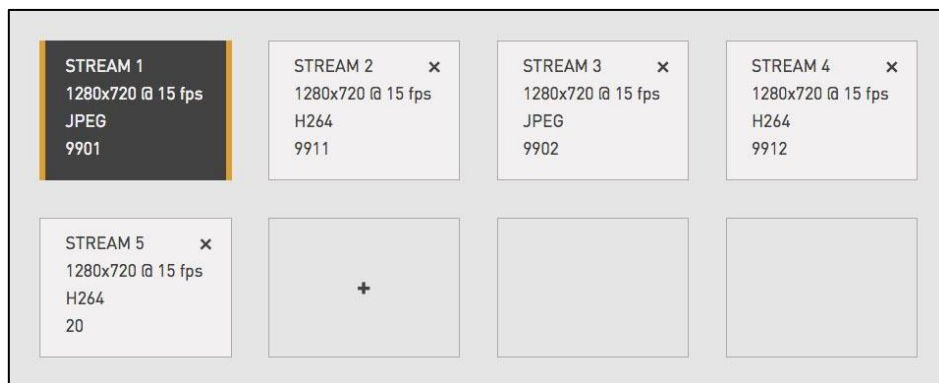 STREAM 1
1280x720 @ 15 fps
JPEG
9901
STREAM 2 ×
1280x720 @ 15 fps
H264
9911
STREAM 3 ×
1280x720 @ 15 fps
JPEG
9902
STREAM 4 ×
1280x720 @ 15 fps
H264
9912
STREAM 5 ×
1280x720 @ 15 fps
H264
20
+